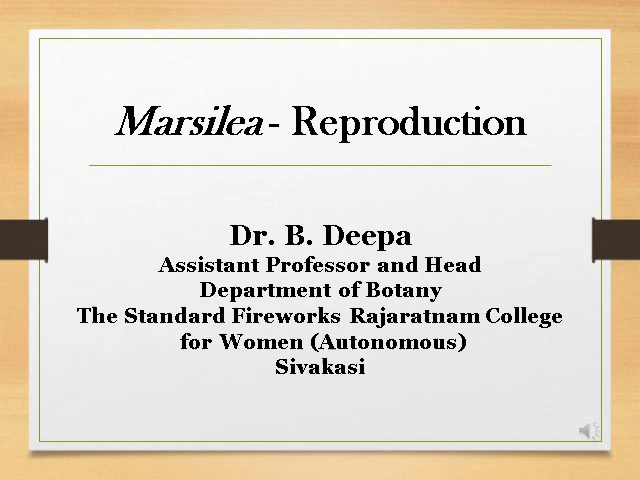 Marsilea - Reproduction
Dr. B. Deepa
Assistant Professor and Head
Department of Botany
The Standard Fireworks Rajaratnam College
for Women (Autonomous)
Sivakasi